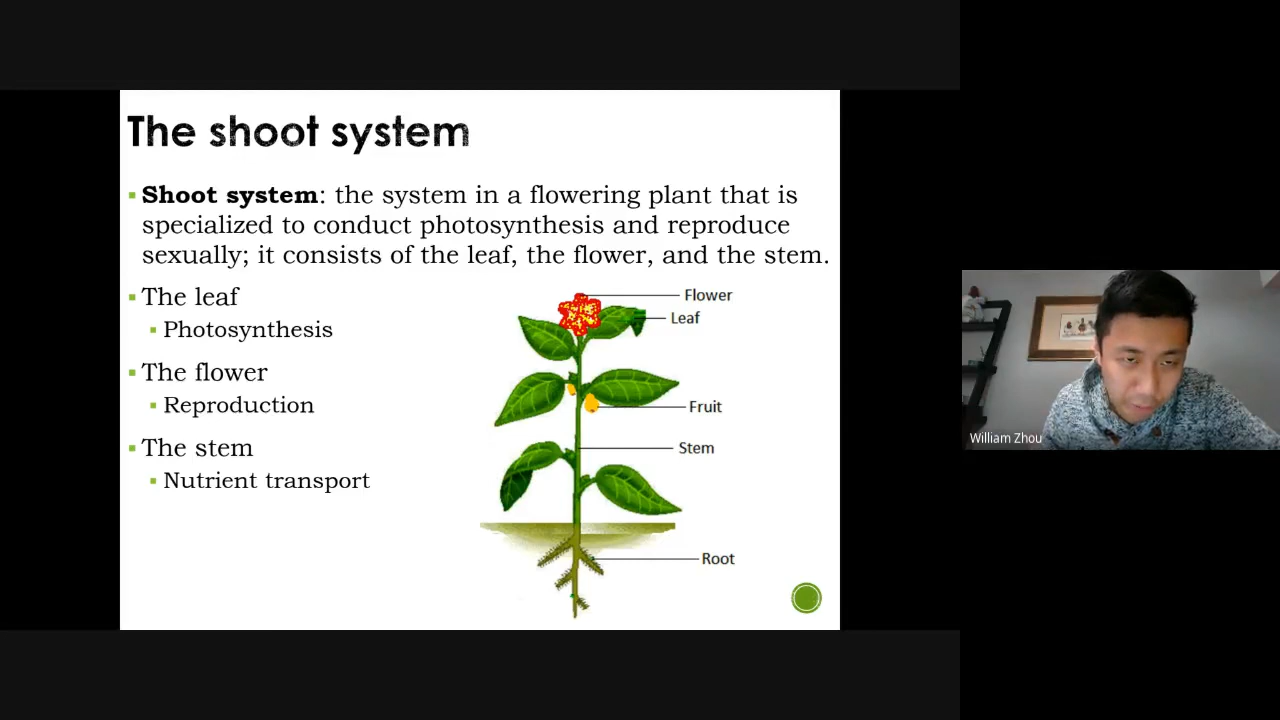 The shoot system
Shoot system: the system in a flowering plant that is
specialized to conduct photosynthesis and reproduce
sexually; it consists of the leaf, the flower, and the stem.
The leaf
Photosynthesis
The flower
Reproduction
The stem
Nutrient transport
Flower
Leaf
Fruit
Stem
Root
William Zhou